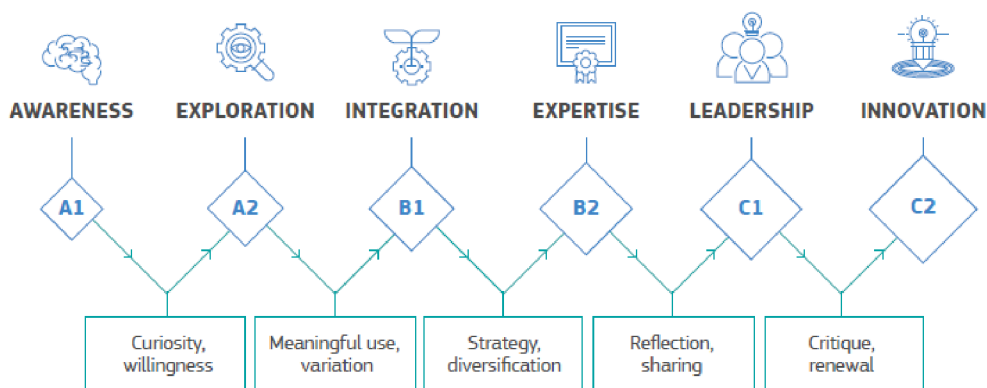 AWARENESS EXPLORATION INTEGRATION EXPERTISE LEADERSHIP INNOVATION
A1 A2 B1 B2 C1 C2
Curiosity,
willingness
Meaningful use,
variation
Strategy,
diversification
Reflection,
sharing
Critique,
renewal